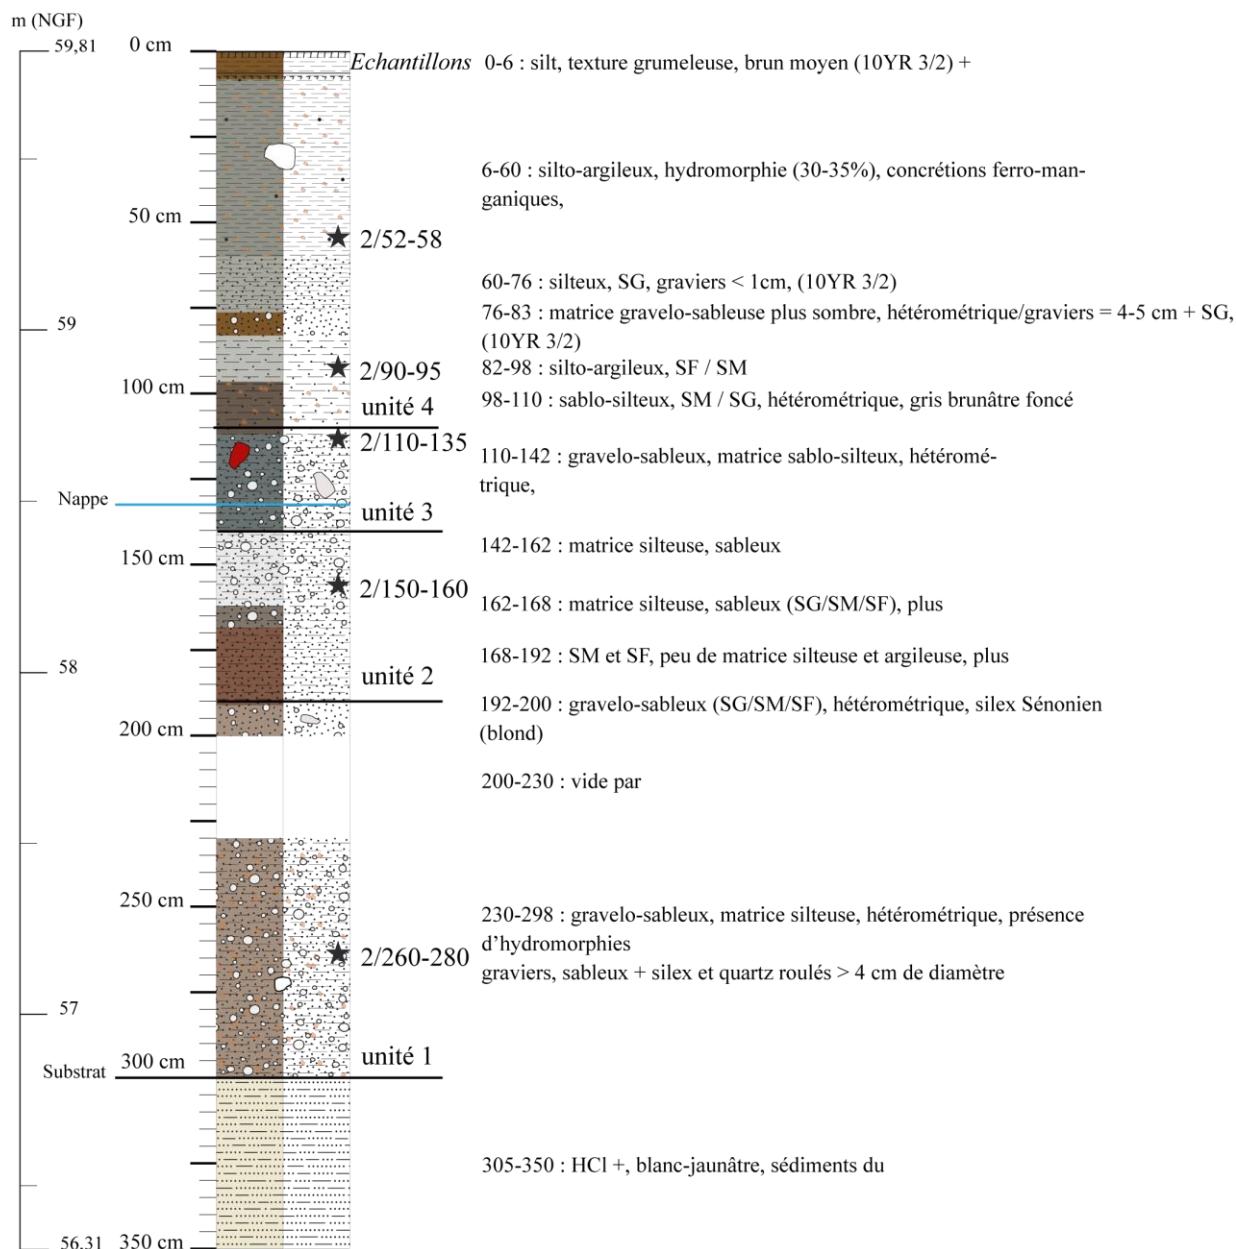 m (NGF)
59,81
0 cm
Echantillons
0-6 : silt, texture grumeleuse, brun moyen (10YR 3/2) +
6-60 : silto-argileux, hydromorphie (30-35%), concrétions ferro-man-
ganiques,
50 cm
2/52-58
60-76 : silteux, SG, graviers < 1cm, (10YR 3/2)
59
76-83 : matrice gravelo-sableuse plus sombre, hétérométrique/graviers = 4-5 cm + SG,
(10YR 3/2)
2/90-95
82-98 : silto-argileux, SF / SM
100 cm
unité 4
98-110 : sablo-silteux, SM / SG, hétérométrique, gris brunâtre foncé
2/110-135
110-142 : gravelo-sableux, matrice sablo-silteux, hétéromé-
trique,
Nappe
unité 3
142-162 : matrice silteuse, sableux
150 cm
2/150-160
162-168 : matrice silteuse, sableux (SG/SM/SF), plus
168-192 : SM et SF, peu de matrice silteuse et argileuse, plus
58
unité 2
192-200 : gravelo-sableux (SG/SM/SF), hétérométrique, silex Sénonien
(blond)
200 cm
200-230 : vide par
250 cm
230-298 : gravelo-sableux, matrice silteuse, hétérométrique, présence
d'hydromorphies
graviers, sableux + silex et quartz roulés > 4 cm de diamètre
2/260-280
57
300 cm
unité 1
Substrat
305-350 : HCl +, blanc-jaunâtre, sédiments du
56,31
350 cm